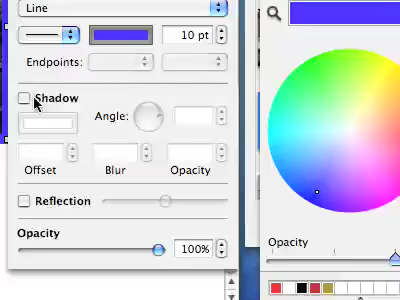 Line
10 pt
Endpoints:
Shadow
Angle:
Offset Blur Opacity
Reflection
Opacity
100%
Opacity